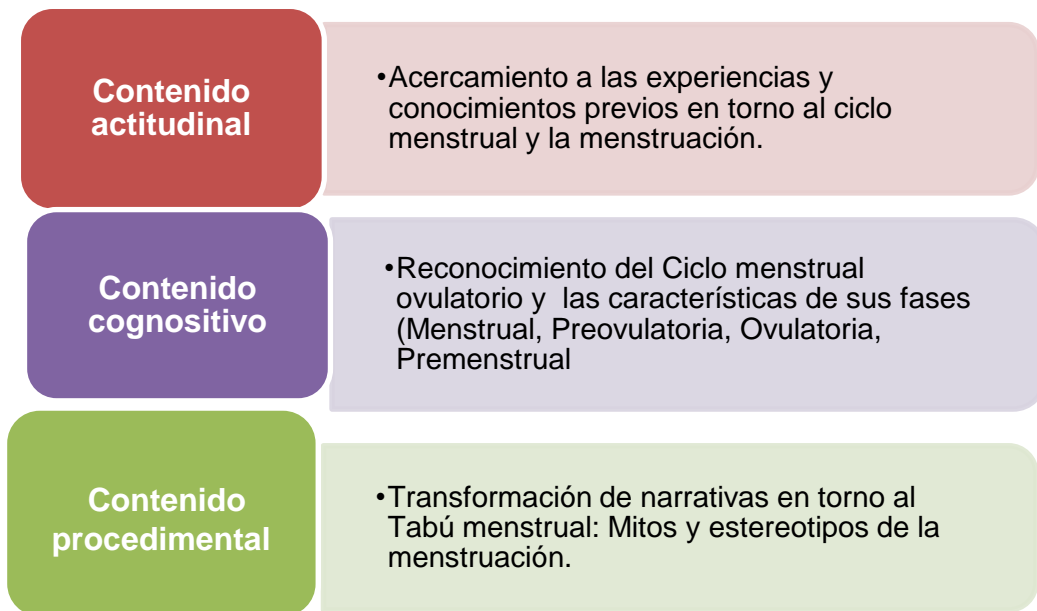 Contenido
actitudinal
•Acercamiento a las experiencias y
conocimientos previos en torno al ciclo
menstrual y la menstruación.
Contenido
cognositivo
•Reconocimiento del Ciclo menstrual
ovulatorio y  las características de sus fases
(Menstrual, Preovulatoria, Ovulatoria,
Premenstrual
Contenido
procedimental
•Transformación de narrativas en torno al
Tabú menstrual: Mitos y estereotipos de la
menstruación.